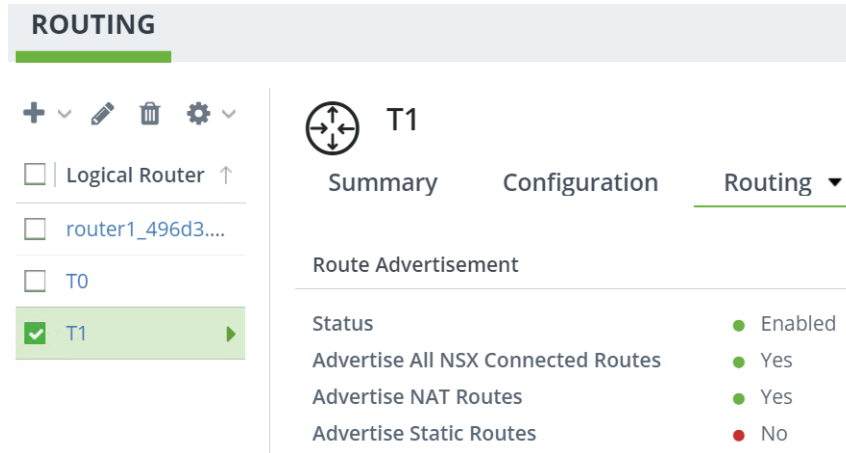 ROUTING
Logical Router ↑
router1_496d3....
T0
T1
T1
Summary Configuration Routing
Route Advertisement
Status Enabled
Advertise All NSX Connected Routes Yes
Advertise NAT Routes Yes
Advertise Static Routes No